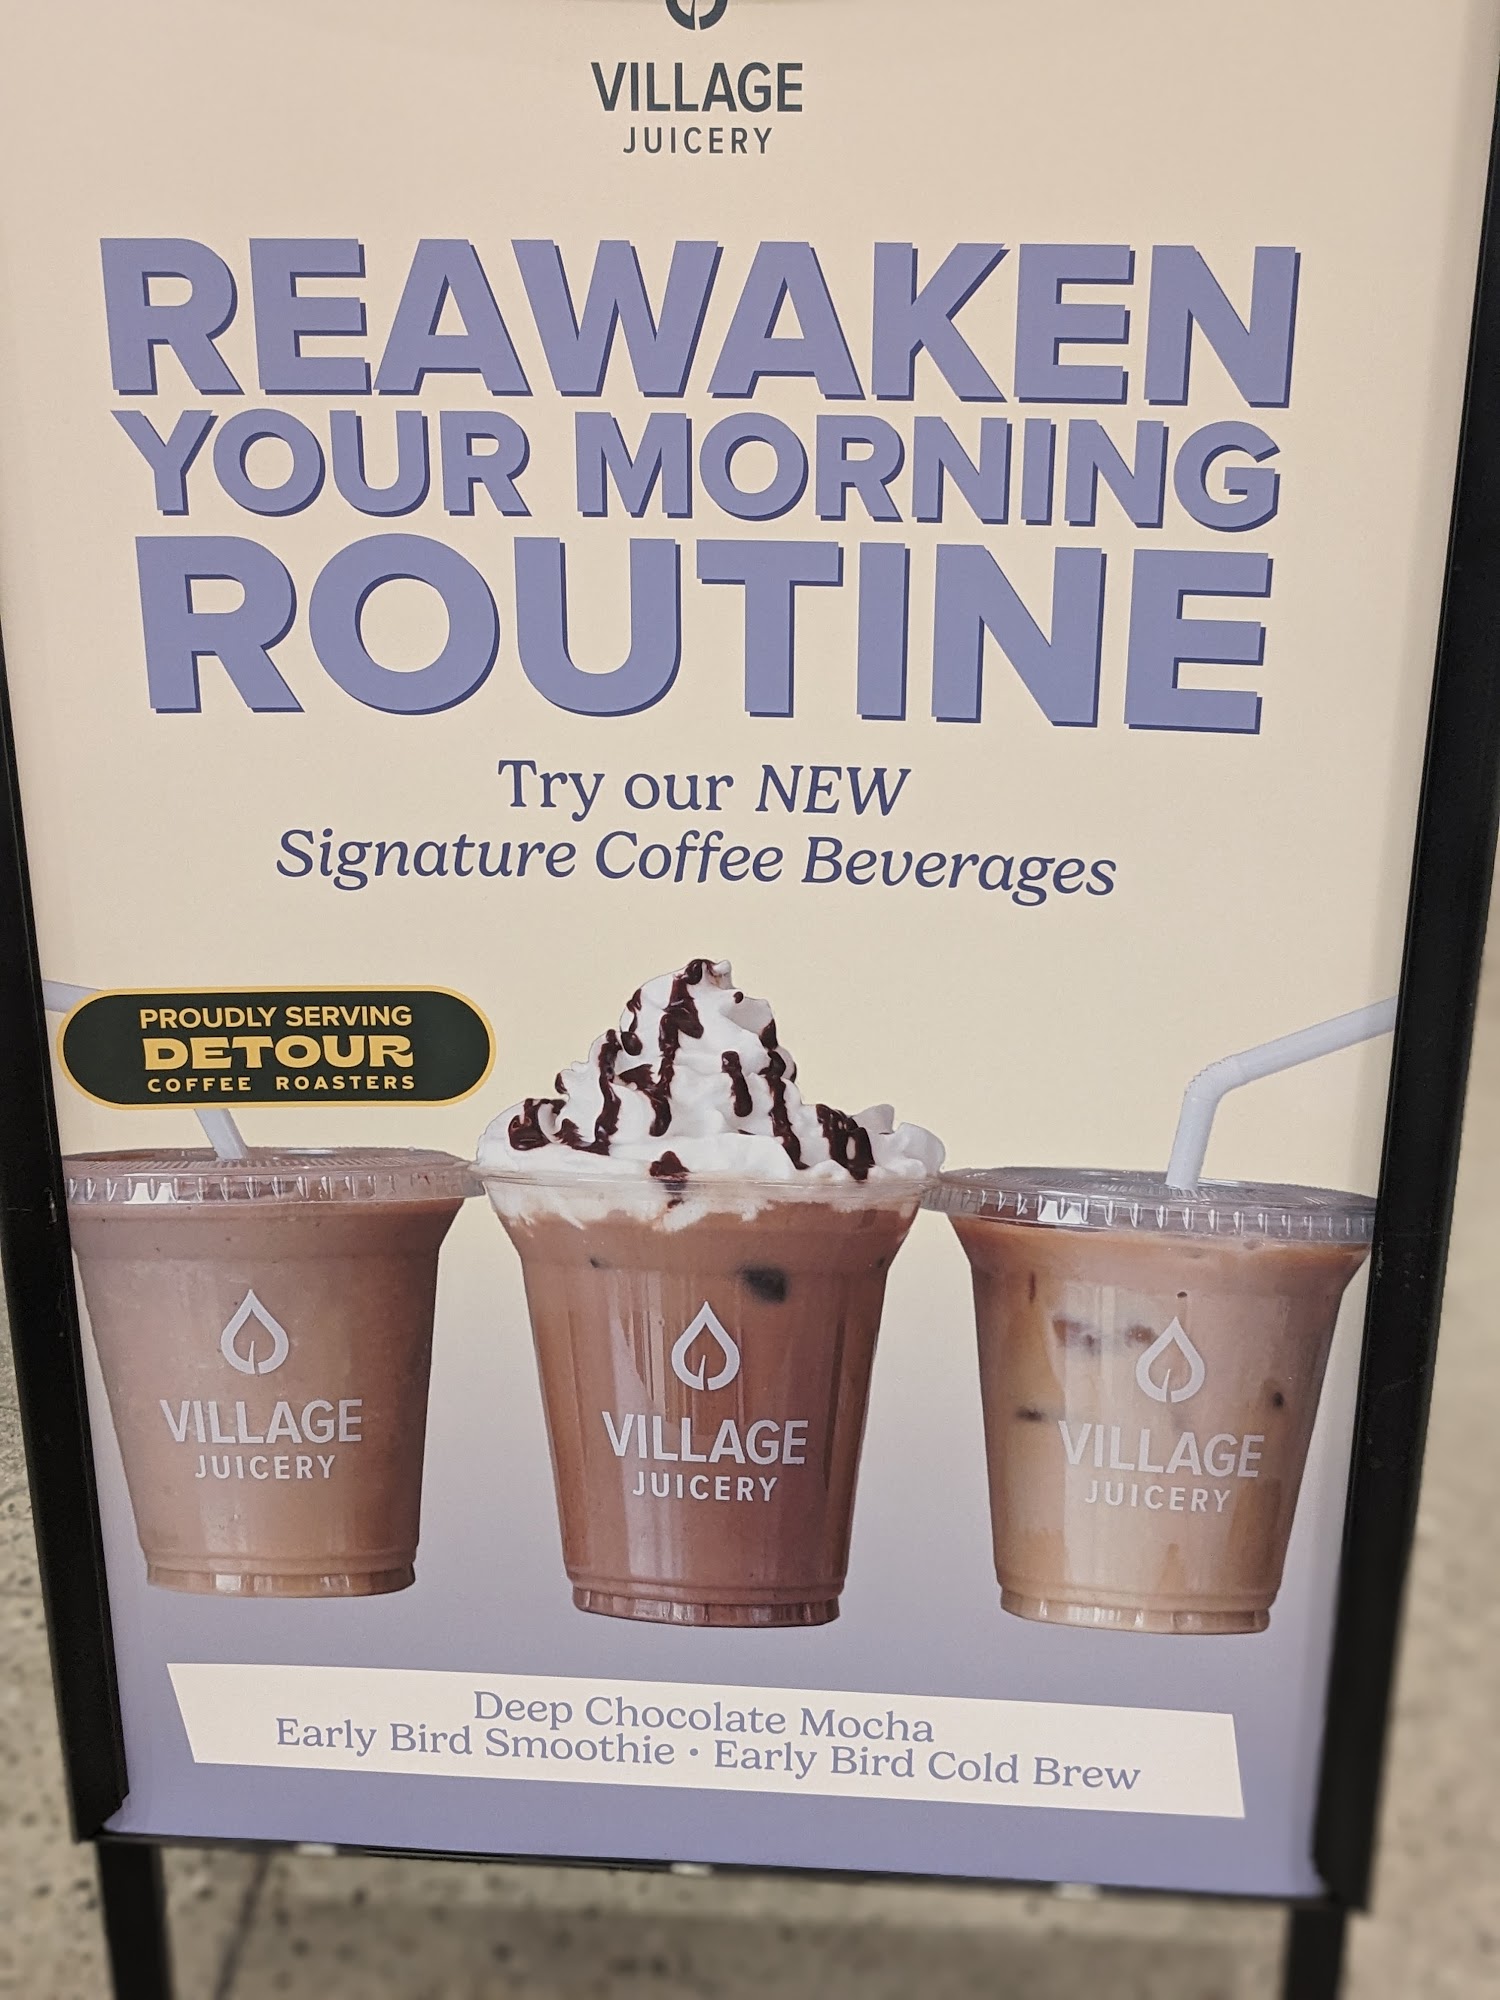 VILLAGE
JUICERY
REAWAKEN
YOUR MORNING
ROUTINE
Try our NEW
Signature Coffee Beverages
PROUDLY SERVING
DETOUR
COFFEE ROASTERS
VILLAGE
JUICERY
VILLAGE
JUICERY
VILLAGE
JUICERY
Deep Chocolate Mocha
Early Bird Smoothie • Early Bird Cold Brew